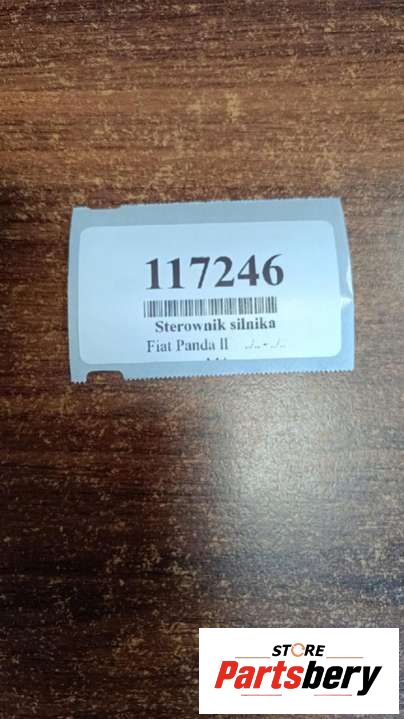 117246
Sterownik silnika
Fiat Panda II ../.. - ../..
STORE
Partsbery